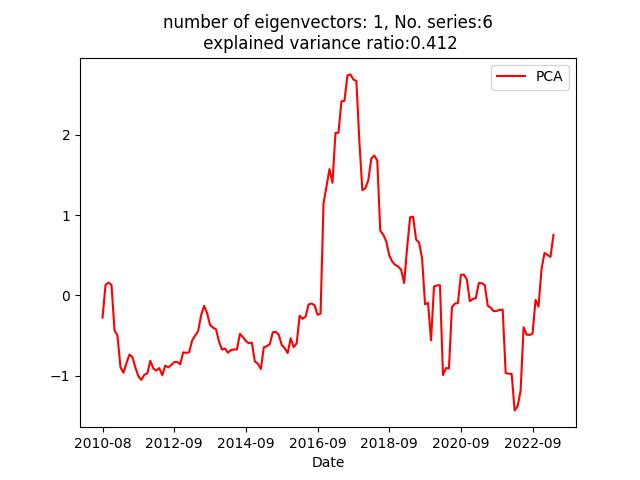 number of eigenvectors: 1, No. series:6
explained variance ratio:0.412
PCA
2
1
0
−1
2010-08 2012-09 2014-09 2016-09 2018-09 2020-09 2022-09
Date